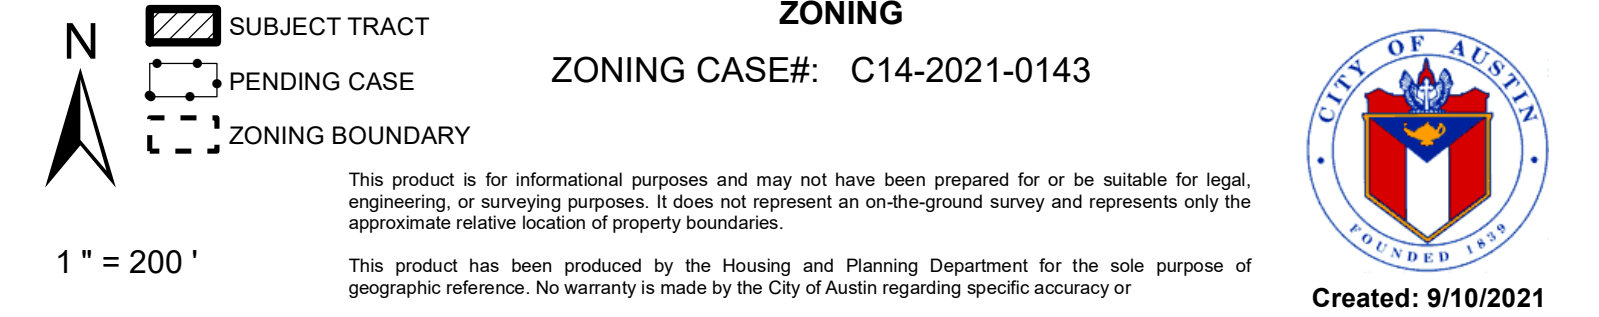 ZONING
N
SUBJECT TRACT
PENDING CASE
ZONING BOUNDARY
1 " = 200 '
ZONING CASE#: C14-2021-0143
This product is for informational purposes and may not have been prepared for or be suitable for legal,
engineering, or surveying purposes. It does not represent an on-the-ground survey and represents only the
approximate relative location of property boundaries.
This product has been produced by the Housing and Planning Department for the sole purpose of
geographic reference. No warranty is made by the City of Austin regarding specific accuracy or
CITY OF AUSTIN
FOUNDED 1839
Created: 9/10/2021